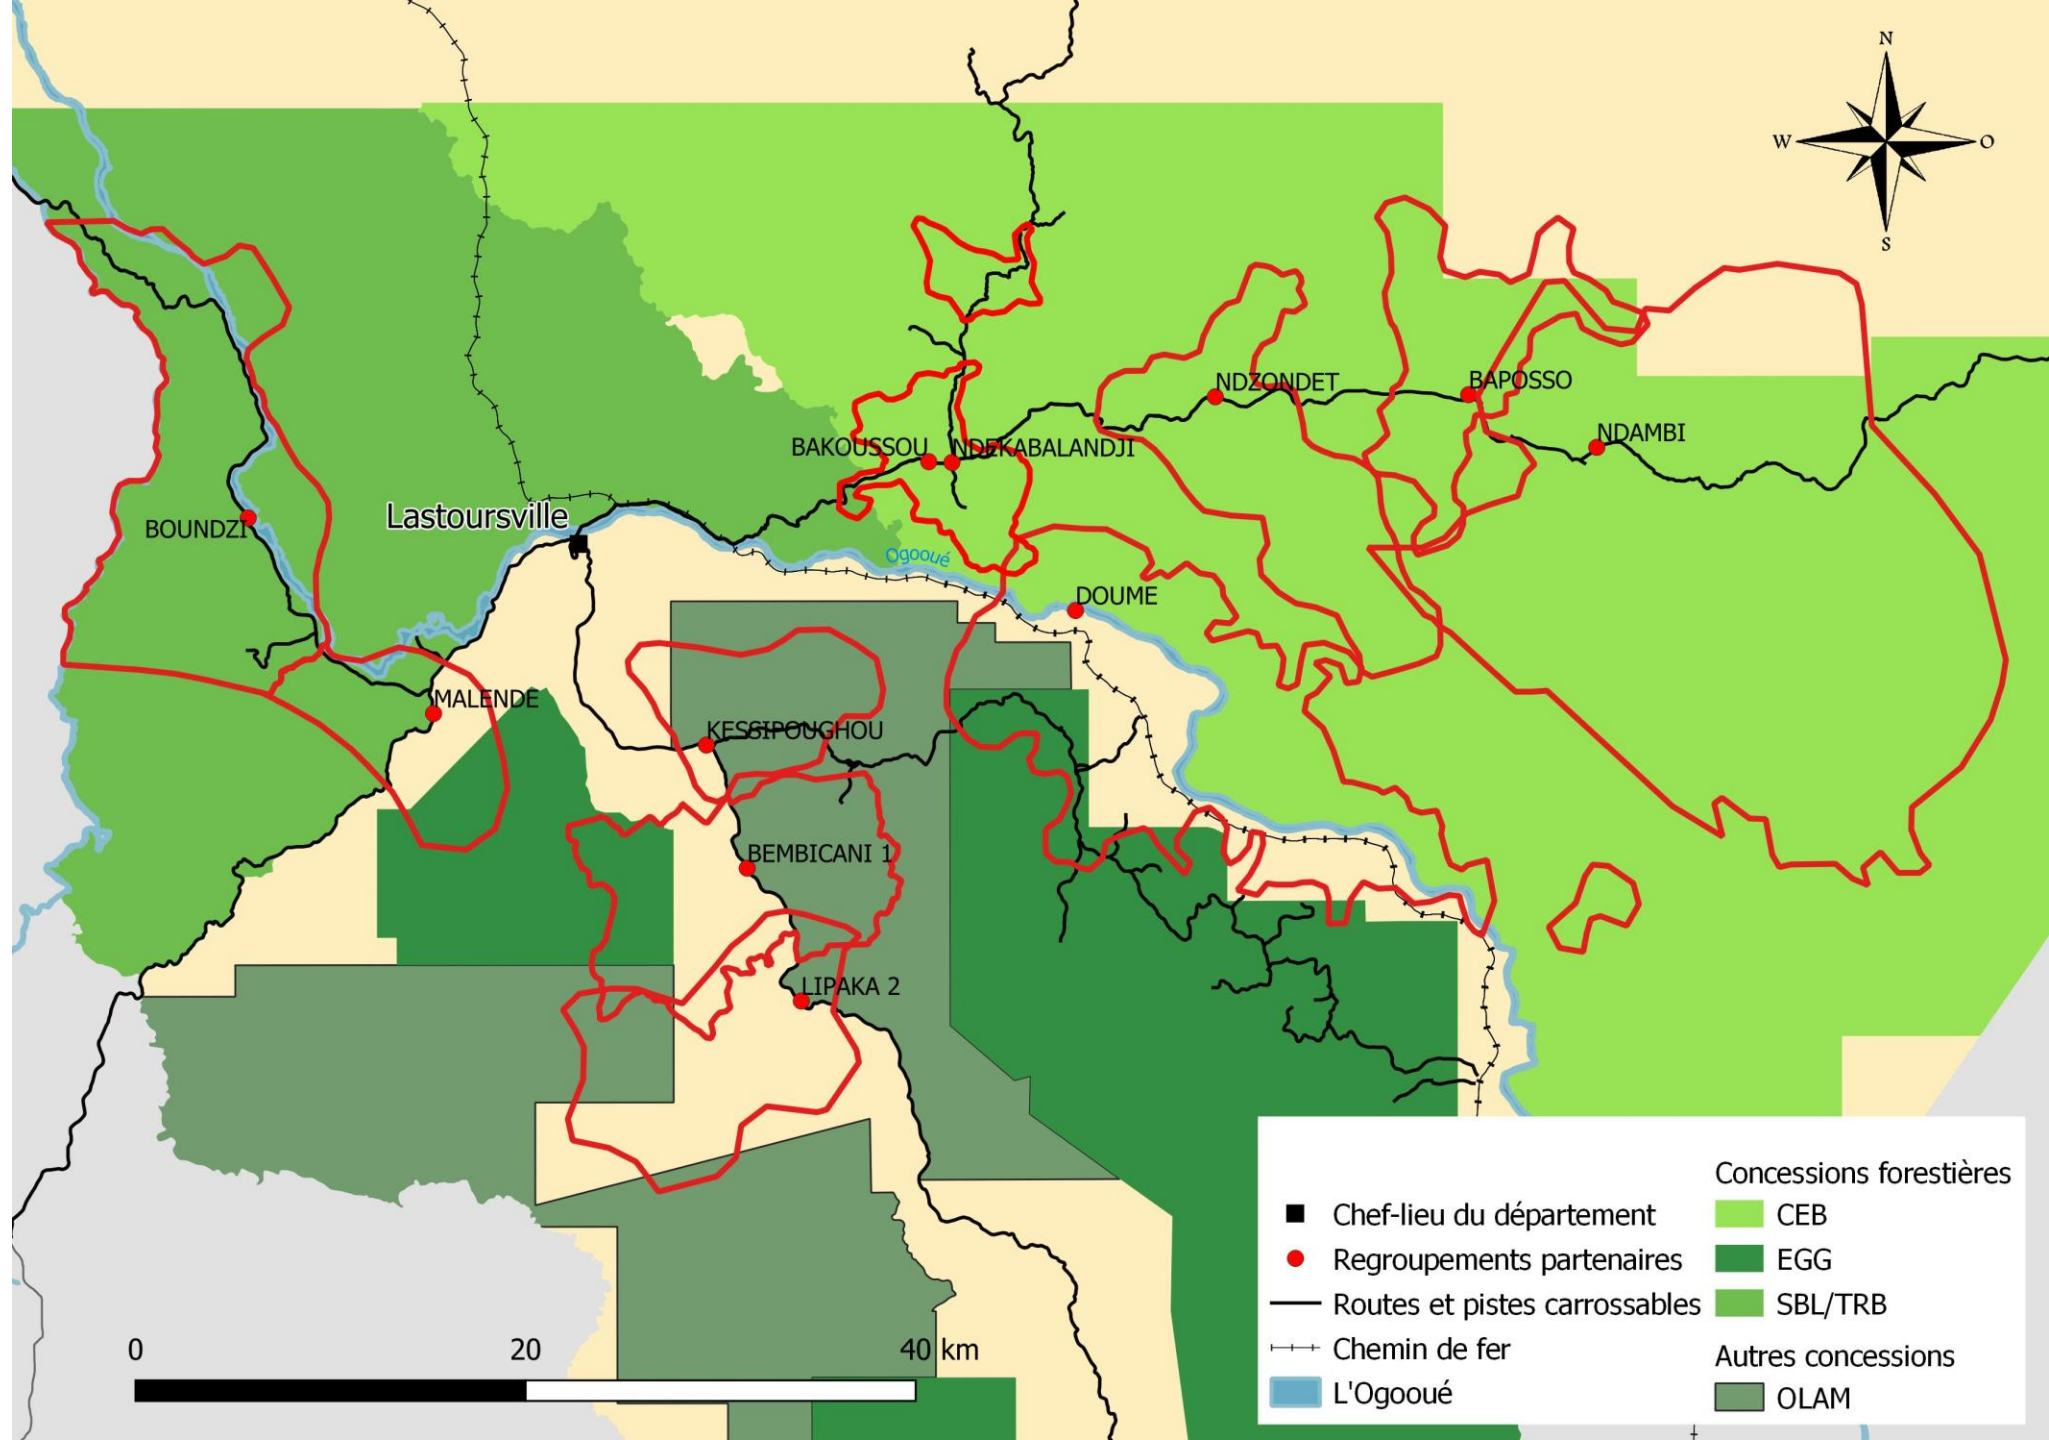 N
W
O
S
NDZONDET
BAPOSSO
BAKOUSSOU
NDEKABALANDJI
NDAMBI
Lastoursville
BOUNDZI
Ogooué
DOUME
MALENDE
KESSIPOUGHOU
BEMBICANI 1
LIPAKA 2
Concessions forestières
Chef-lieu du département
CEB
Regroupements partenaires
EGG
Routes et pistes carrossables
SBL/TRB
Chemin de fer
Autres concessions
L'Ogooué
OLAM
0 20 40 km